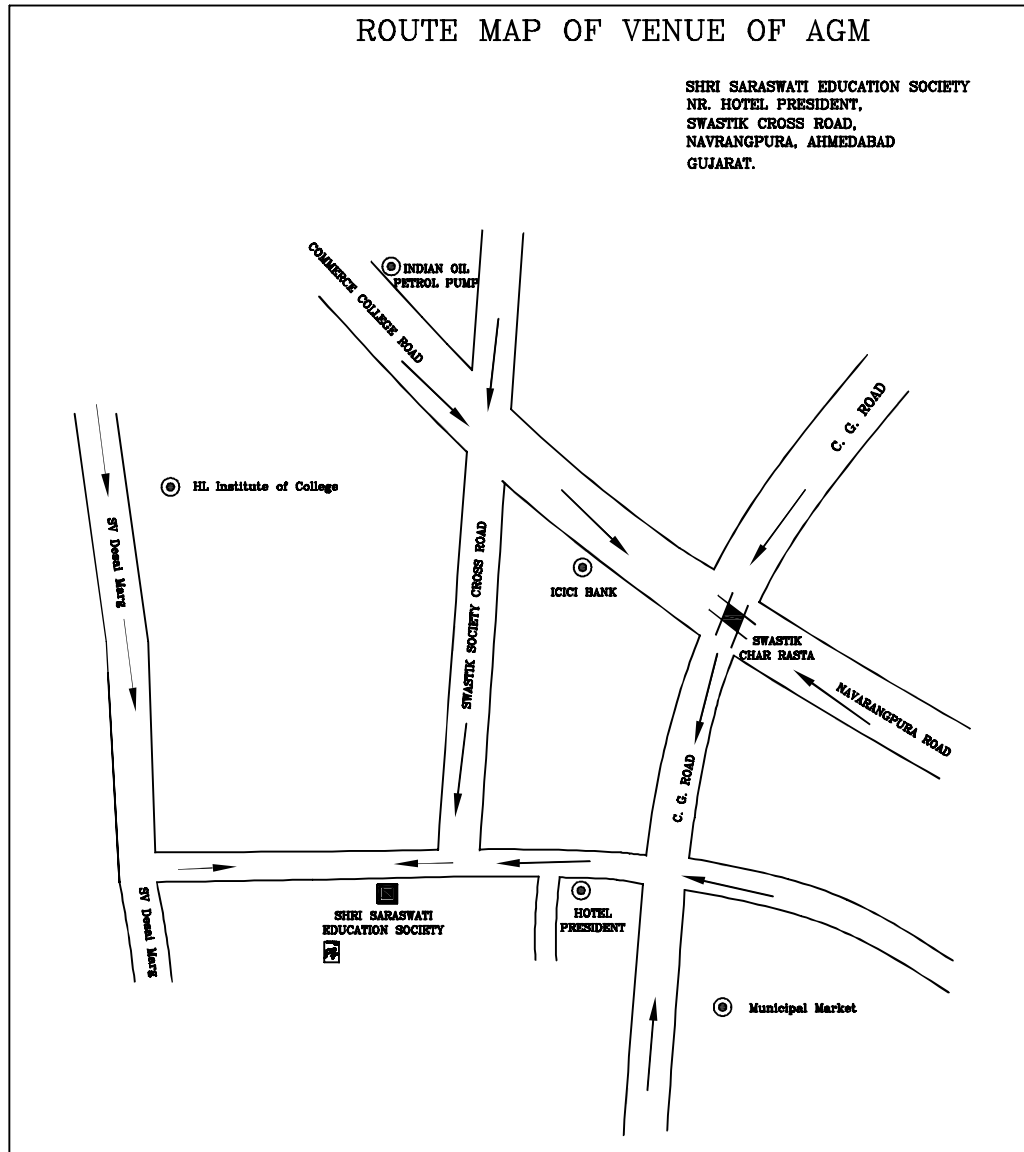 ROUTE MAP OF VENUE OF AGM
SHRI SARASWATI EDUCATION SOCIETY
NR. HOTEL PRESIDENT,
SWASTIK CROSS ROAD,
NAVRANGPURA, AHMEDABAD
GUJARAT.
COMMERCE COLLEGE ROAD
INDIAN OIL
PETROL PUMP
C. G. ROAD
HL Institute of College
SV Desai Marg
SWASTIK SOCIETY CROSS ROAD
ICICI BANK
SWASTIK
CHAR RASTA
NAVARANGPURA ROAD
C. G. ROAD
SV Desai Marg
SHRI SARASWATI
EDUCATION SOCIETY
HOTEL
PRESIDENT
Municipal Market